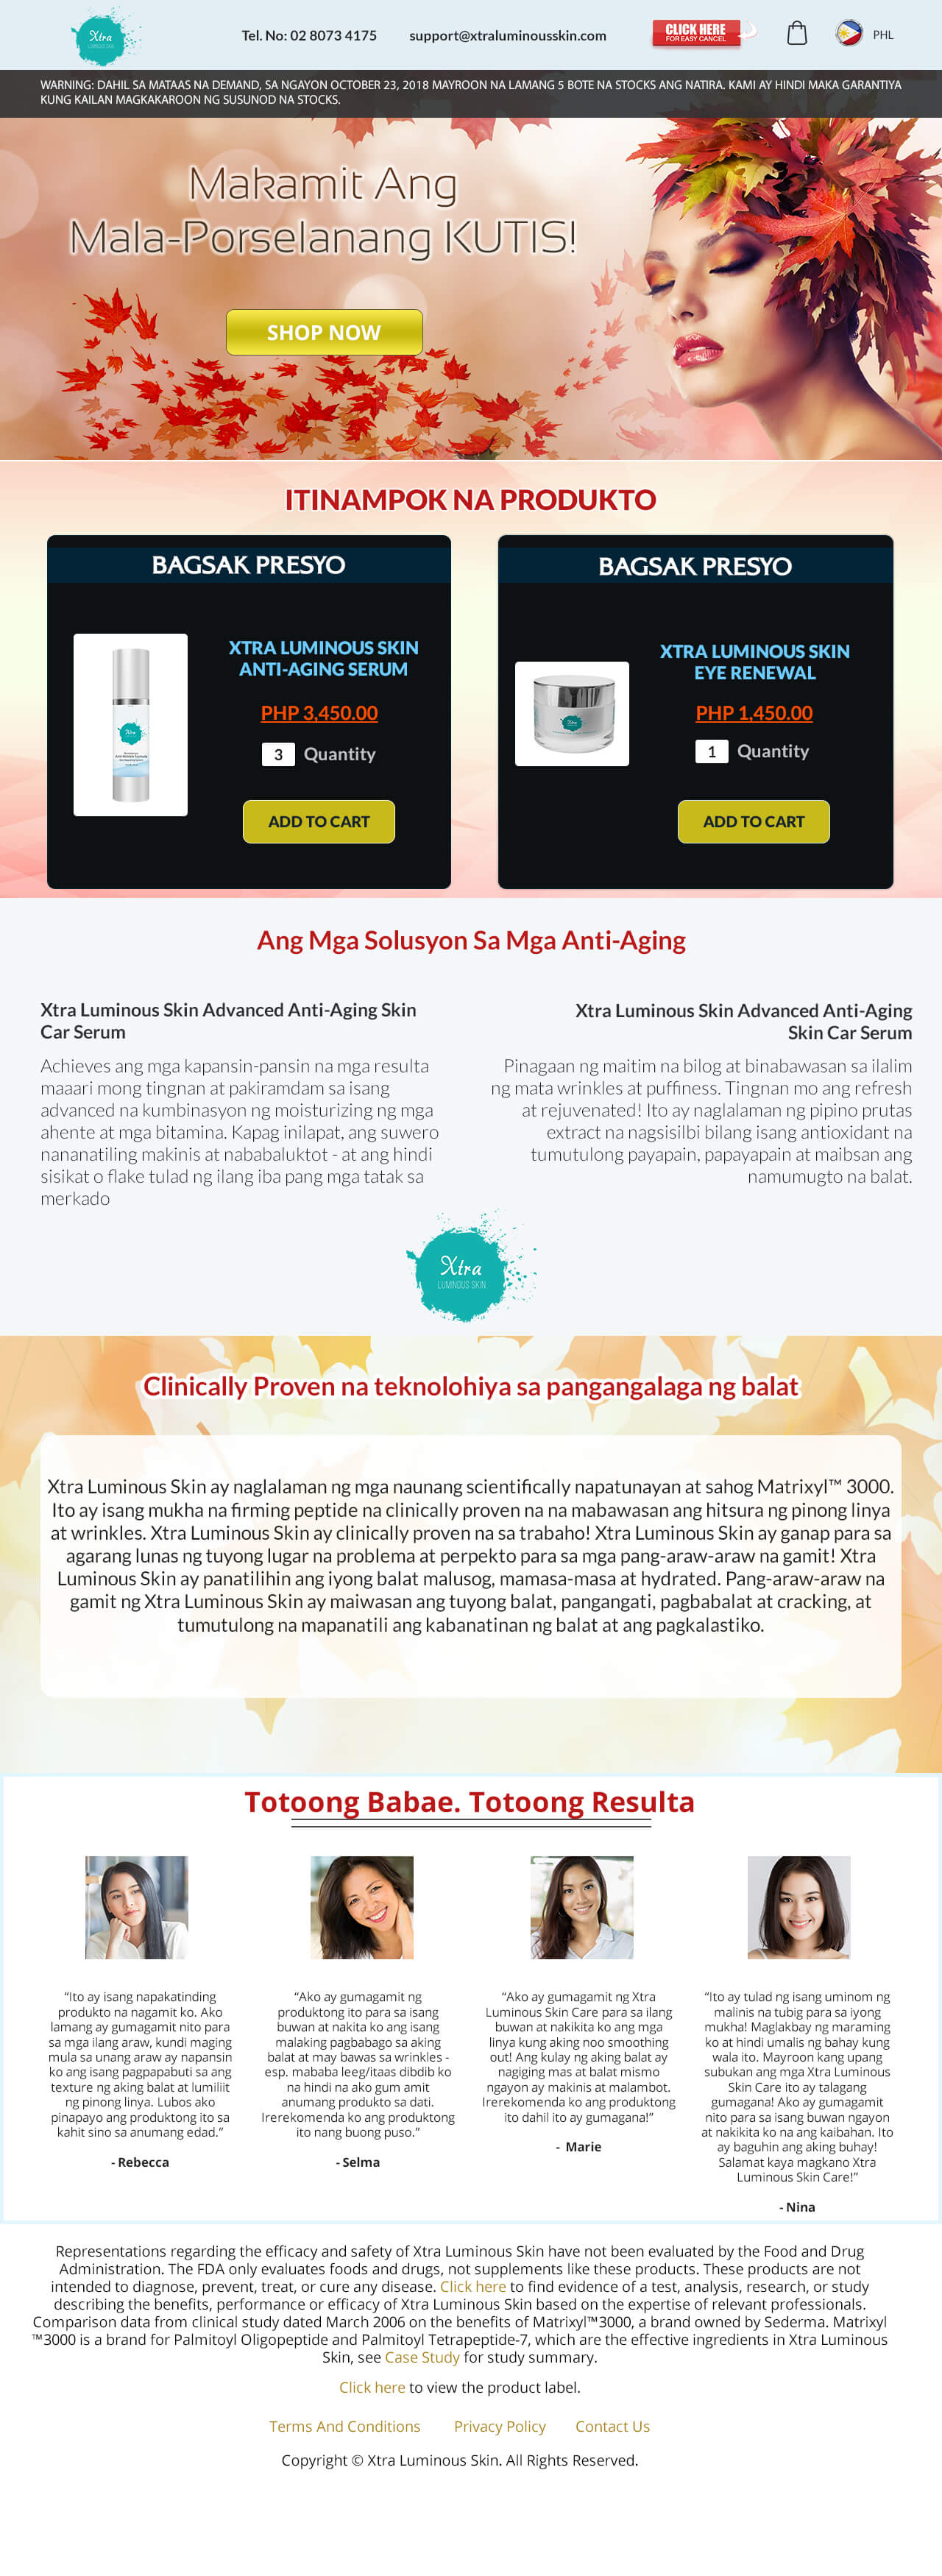 Xtra
LUMINOUS SKIN
Tel. No: 02 8073 4175
support@xtraluminousskin.com
CLICK HERE
FOR EASY CANCEL
PHL
WARNING: DAHIL SA MATAAS NA DEMAND, SA NGAYON OCTOBER 23, 2018 MAYROON NA LAMANG 5 BOTE NA STOCKS ANG NATIRA. KAMI AY HINDI MAKA GARANTIYA
KUNG KAILAN MAGKAKAROON NG SUSUNOD NA STOCKS.
Makamit Ang
Mala-Porselanang KUTIS!
SHOP NOW
ITINAMPOK NA PRODUKTO
BAGSAK PRESYO
XTRA LUMINOUS SKIN
ANTI-AGING SERUM
PHP 3,450.00
3 Quantity
ADD TO CART
Xtra
BAGSAK PRESYO
XTRA LUMINOUS SKIN
EYE RENEWAL
PHP 1,450.00
1 Quantity
ADD TO CART
Xtra
Ang Mga Solusyon Sa Mga Anti-Aging
Xtra Luminous Skin Advanced Anti-Aging Skin
Car Serum
Achieves ang mga kapansin-pansin na mga resulta
maaari mong tingnan at pakiramdam sa isang
advanced na kumbinasyon ng moisturizing ng mga
ahente at mga bitamina. Kapag inilapat, ang suwero
nananatiling makinis at nababaluktot - at ang hindi
sisikat o flake tulad ng ilang iba pang mga tatak sa
merkado
Xtra Luminous Skin Advanced Anti-Aging
Skin Car Serum
Pinagaan ng maitim na bilog at binabawasan sa ilalim
ng mata wrinkles at puffiness. Tingnan mo ang refresh
at rejuvenated! Ito ay naglalaman ng pipino prutas
extract na nagsisilbi bilang isang antioxidant na
tumutulong payapain, papayapain at maibsan ang
namumugto na balat.
Xtra
LUMINOUS SKIN
Clinically Proven na teknolohiya sa pangangalaga ng balat
Xtra Luminous Skin ay naglalaman ng mga naunang scientifically napatunayan at sahog Matrixyl™ 3000.
Ito ay isang mukha na firming peptide na clinically proven na na mabawasan ang hitsura ng pinong linya
at wrinkles. Xtra Luminous Skin ay clinically proven na sa trabaho! Xtra Luminous Skin ay ganap para sa
agarang lunas ng tuyong lugar na problema at perpekto para sa mga pang-araw-araw na gamit! Xtra
Luminous Skin ay panatilihin ang iyong balat malusog, mamasa-masa at hydrated. Pang-araw-araw na
gamit ng Xtra Luminous Skin ay maiwasan ang tuyong balat, pangangati, pagbabalat at cracking, at
tumutulong na mapanatili ang kabanatinan ng balat at ang pagkalastiko.
Totoong Babae. Totoong Resulta
“Ito ay isang napakatinding
produkto na nagamit ko. Ako
lamang ay gumagamit nito para
sa mga ilang araw, kundi maging
mula sa unang araw ay napansin
ko ang isang pagpapabuti sa ang
texture ng aking balat at lumiliit
ng pinong linya. Lubos ako
pinapayo ang produktong ito sa
kahit sino sa anumang edad.”
- Rebecca
“Ako ay gumagamit ng
produktong ito para sa isang
buwan at nakita ko ang isang
malaking pagbabago sa aking
balat at may bawas sa wrinkles -
esp. mababa leeg/itaas dibdib ko
na hindi na ako gum amit
anumang produkto sa dati.
Irerekomenda ko ang produktong
ito nang buong puso.”
- Selma
“Ako ay gumagamit ng Xtra
Luminous Skin Care para sa ilang
buwan at nakikita ko ang mga
linya kung aking noo smoothing
out! Ang kulay ng aking balat ay
nagiging mas at balat mismo
ngayon ay makinis at malambot.
Irerekomenda ko ang produktong
ito dahil ito ay gumagana!”
- Marie
“Ito ay tulad ng isang uminom ng
malinis na tubig para sa iyong
mukha! Maglakbay ng maraming
ko at hindi umalis ng bahay kung
wala ito. Mayroon kang upang
subukan ang mga Xtra Luminous
Skin Care ito ay talagang
gumagana! Ako ay gumagamit
nito para sa isang buwan ngayon
at nakikita ko na ang kaibahan. Ito
ay baguhin ang aking buhay!
Salamat kaya magkano Xtra
Luminous Skin Care!”
- Nina
Representations regarding the efficacy and safety of Xtra Luminous Skin have not been evaluated by the Food and Drug
Administration. The FDA only evaluates foods and drugs, not supplements like these products. These products are not
intended to diagnose, prevent, treat, or cure any disease. Click here to find evidence of a test, analysis, research, or study
describing the benefits, performance or efficacy of Xtra Luminous Skin based on the expertise of relevant professionals.
Comparison data from clinical study dated March 2006 on the benefits of Matrixyl™3000, a brand owned by Sederma. Matrixyl
™3000 is a brand for Palmitoyl Oligopeptide and Palmitoyl Tetrapeptide-7, which are the effective ingredients in Xtra Luminous
Skin, see Case Study for study summary.
Click here to view the product label.
Terms And Conditions Privacy Policy Contact Us
Copyright © Xtra Luminous Skin. All Rights Reserved.